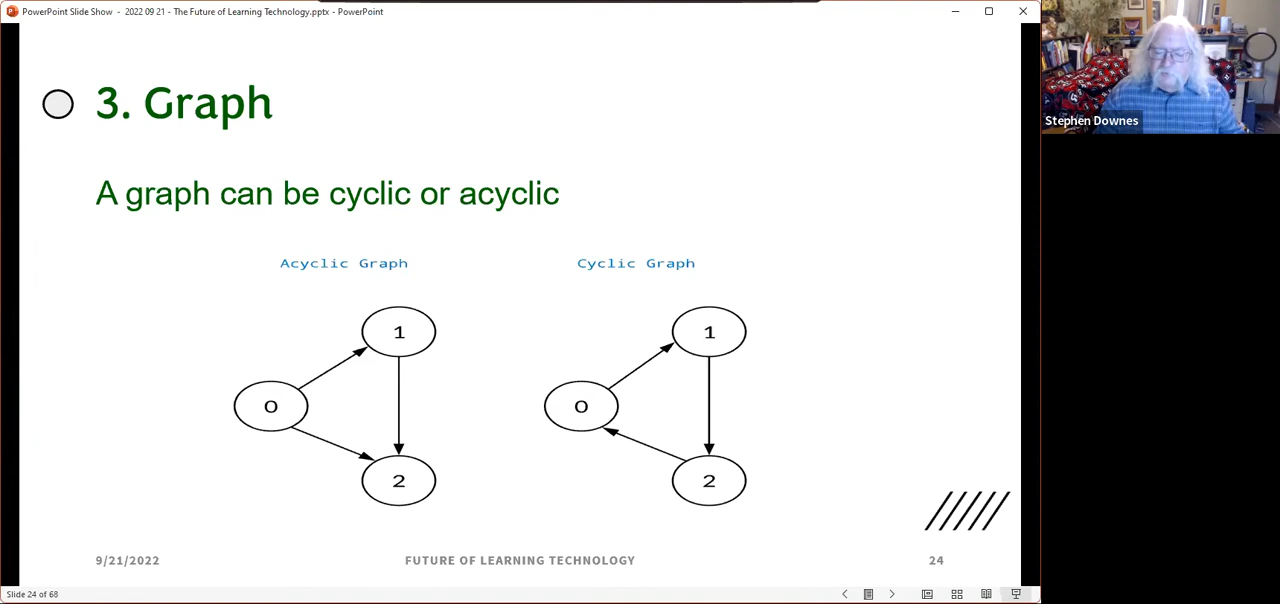 PowerPoint Slide Show - 2022 09 21 - The Future of Learning Technology.pptx - PowerPoint
Stephen Downes
3. Graph
A graph can be cyclic or acyclic
Acyclic Graph
Cyclic Graph
1
0
2
1
0
2
9/21/2022
FUTURE OF LEARNING TECHNOLOGY
24
Slide 24 of 68